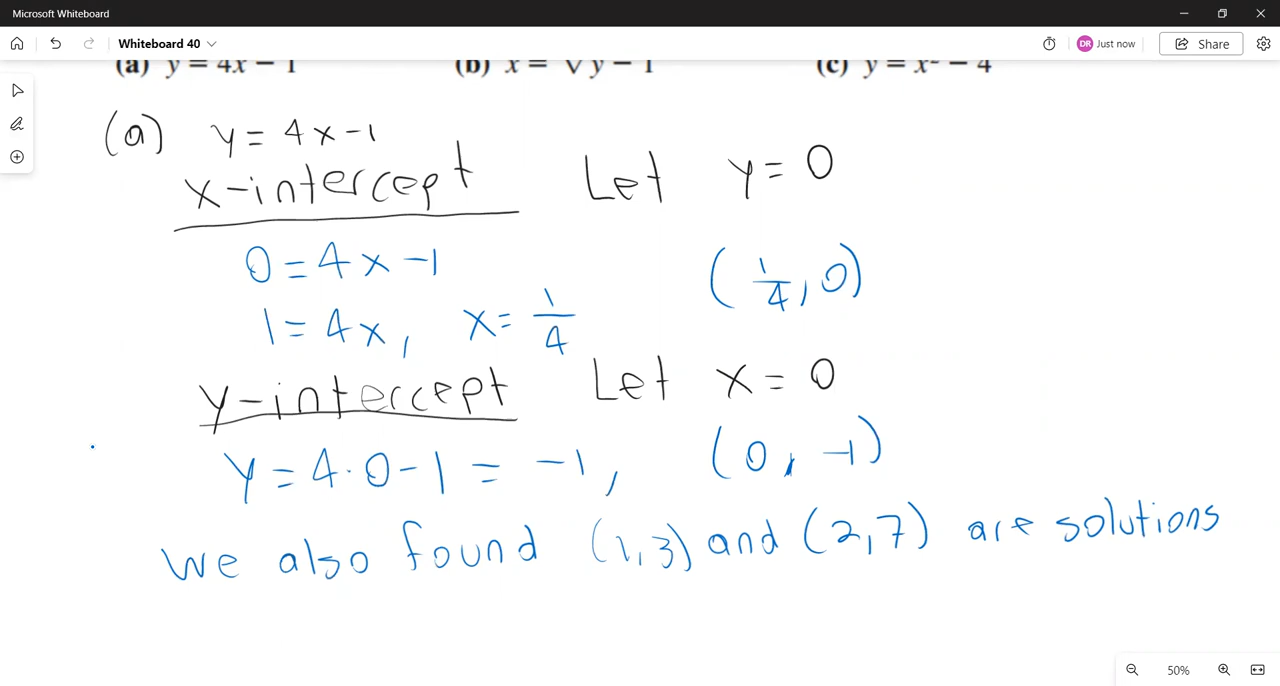 Microsoft Whiteboard
Whiteboard 40
DR Just now
Share
(a) y = 4x − 1 (b) x = √y − 1 (c) y = x² − 4
(a) y = 4x − 1
x-intercept Let y = 0
0 = 4x − 1 (1/4, 0)
1 = 4x, x = 1/4
y-intercept Let x = 0
y = 4 · 0 − 1 = −1, (0, −1)
We also found (1, 3) and (2, 7) are solutions
50%